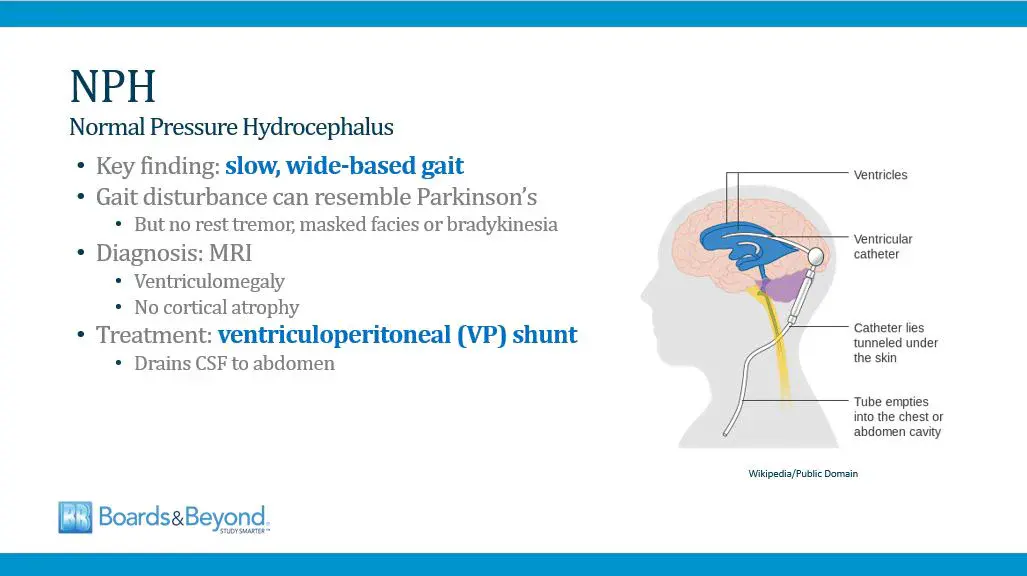 NPH
Normal Pressure Hydrocephalus
• Key finding: slow, wide-based gait
• Gait disturbance can resemble Parkinson’s
• But no rest tremor, masked facies or bradykinesia
• Diagnosis: MRI
• Ventriculomegaly
• No cortical atrophy
• Treatment: ventriculoperitoneal (VP) shunt
• Drains CSF to abdomen
Ventricles
Ventricular
catheter
Catheter lies
tunneled under
the skin
Tube empties
into the chest or
abdomen cavity
Wikipedia/Public Domain
BB Boards&Beyond®
STUDY SMARTER™